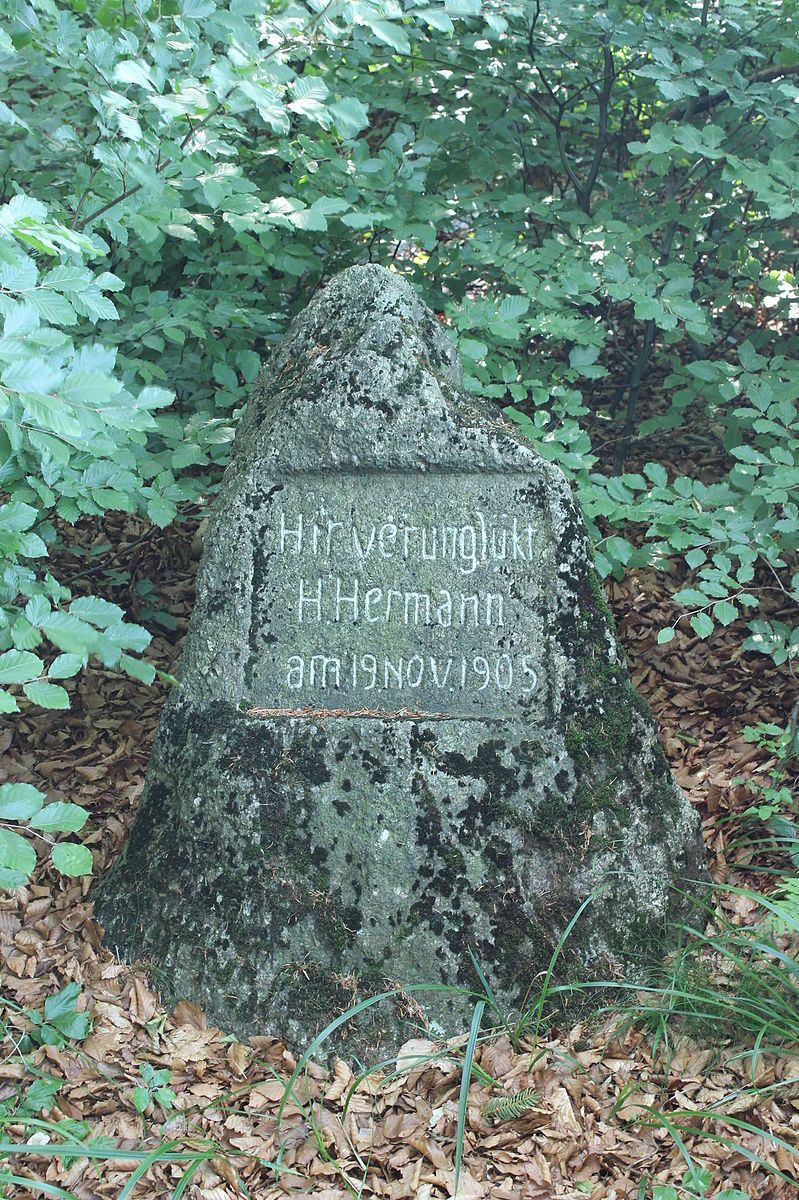 Hir verunglükt
H Hermann
am 19. NOV. 1905